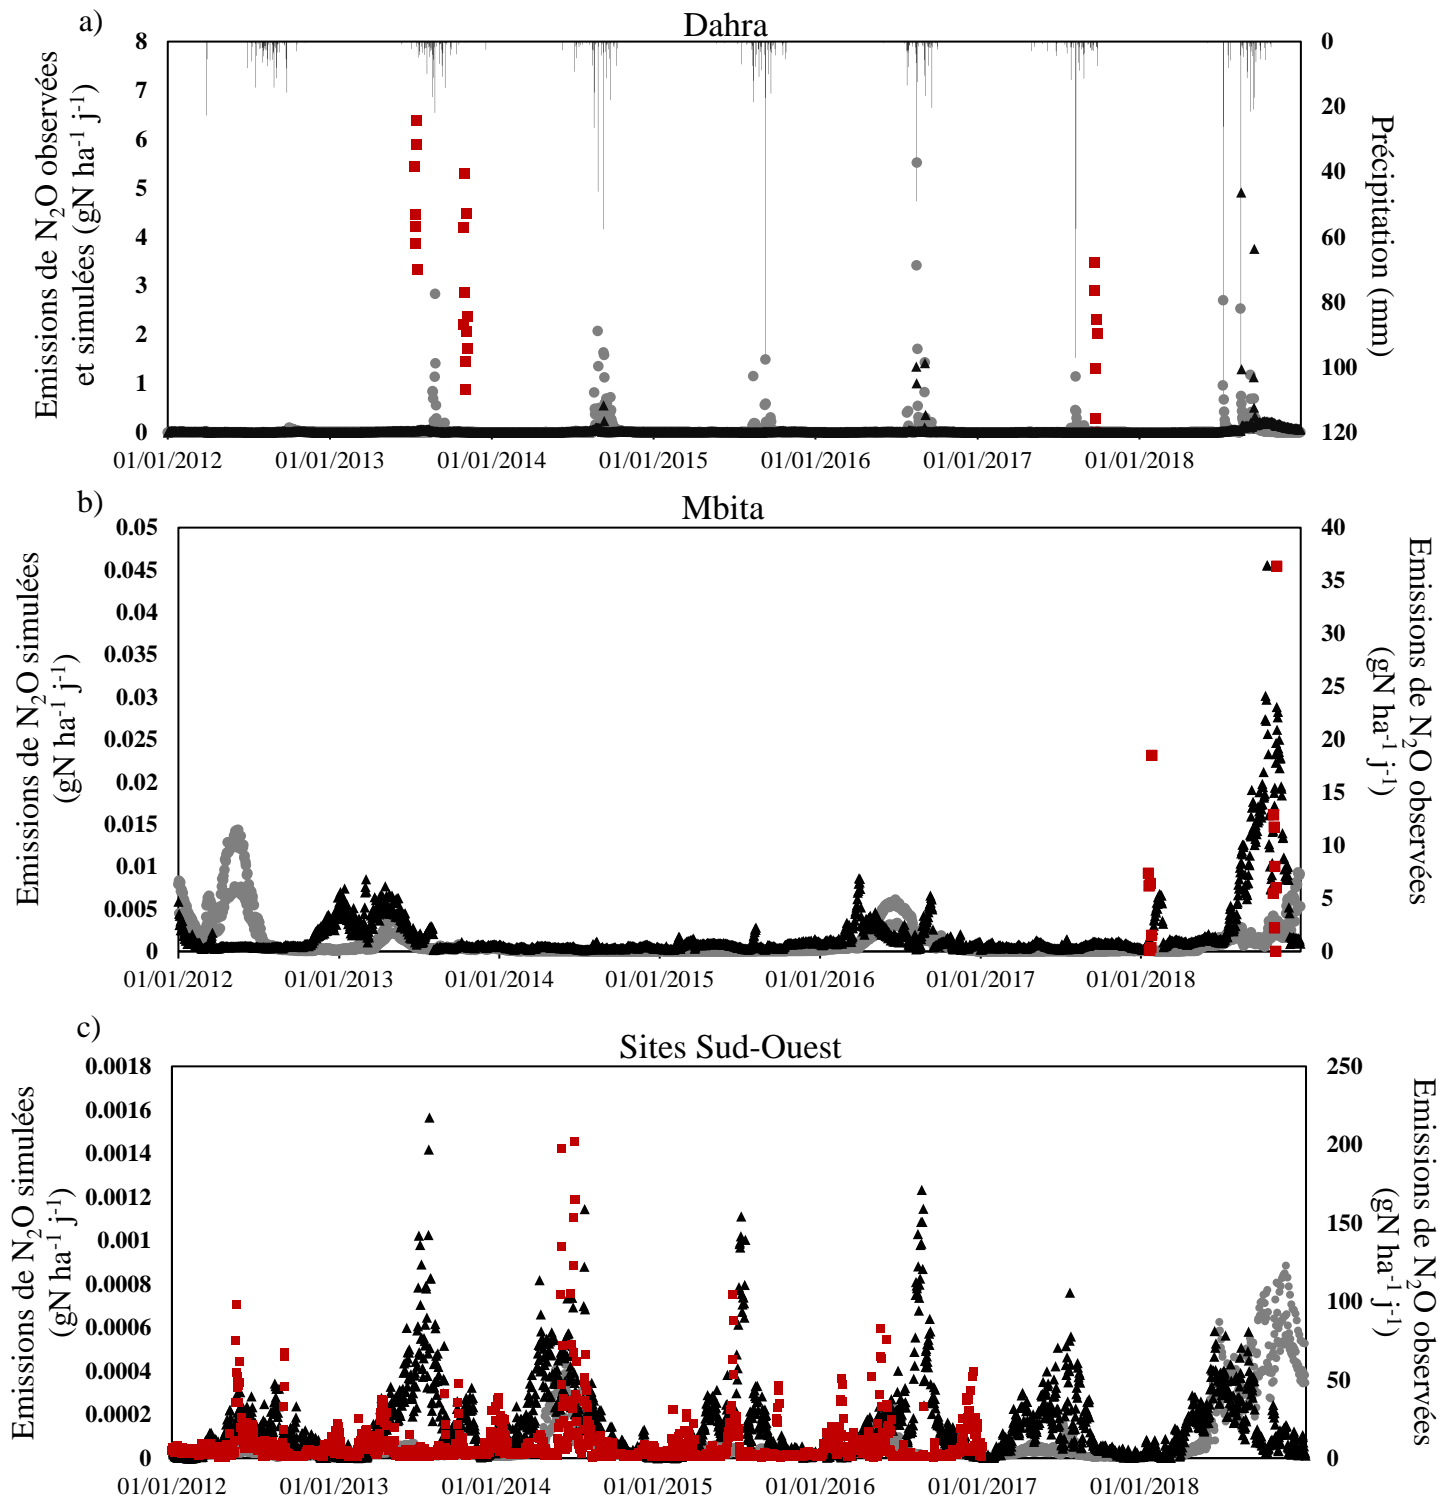 a)
Dahra
Emissions de N₂O observées
et simulées (gN ha⁻¹ j⁻¹)
8
7
6
5
4
3
2
1
0
0
20
40
60
80
100
120
Précipitation (mm)
01/01/2012 01/01/2013 01/01/2014 01/01/2015 01/01/2016 01/01/2017 01/01/2018
b)
Mbita
Emissions de N₂O simulées
(gN ha⁻¹ j⁻¹)
0.05
0.045
0.04
0.035
0.03
0.025
0.02
0.015
0.01
0.005
0
40
35
30
25
20
15
10
5
0
Emissions de N₂O observées
(gN ha⁻¹ j⁻¹)
01/01/2012 01/01/2013 01/01/2014 01/01/2015 01/01/2016 01/01/2017 01/01/2018
c)
Sites Sud-Ouest
Emissions de N₂O simulées
(gN ha⁻¹ j⁻¹)
0.0018
0.0016
0.0014
0.0012
0.001
0.0008
0.0006
0.0004
0.0002
0
250
200
150
100
50
0
Emissions de N₂O observées
(gN ha⁻¹ j⁻¹)
01/01/2012 01/01/2013 01/01/2014 01/01/2015 01/01/2016 01/01/2017 01/01/2018